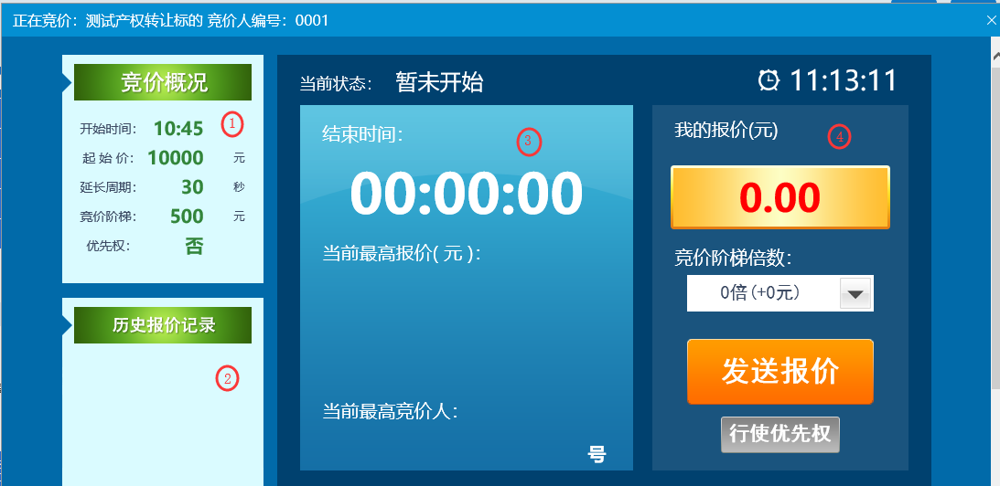 正在竞价：测试产权转让标的 竞价人编号：0001
竞价概况
①
开始时间： 10:45
起 始 价： 10000 元
延长周期： 30 秒
竞价阶梯： 500 元
优先权： 否
历史报价记录
②
当前状态： 暂未开始
11:13:11
结束时间：
③
00:00:00
当前最高报价( 元 )：
当前最高竞价人：
号
我的报价(元)
④
0.00
竞价阶梯倍数：
0倍(+0元)
发送报价
行使优先权